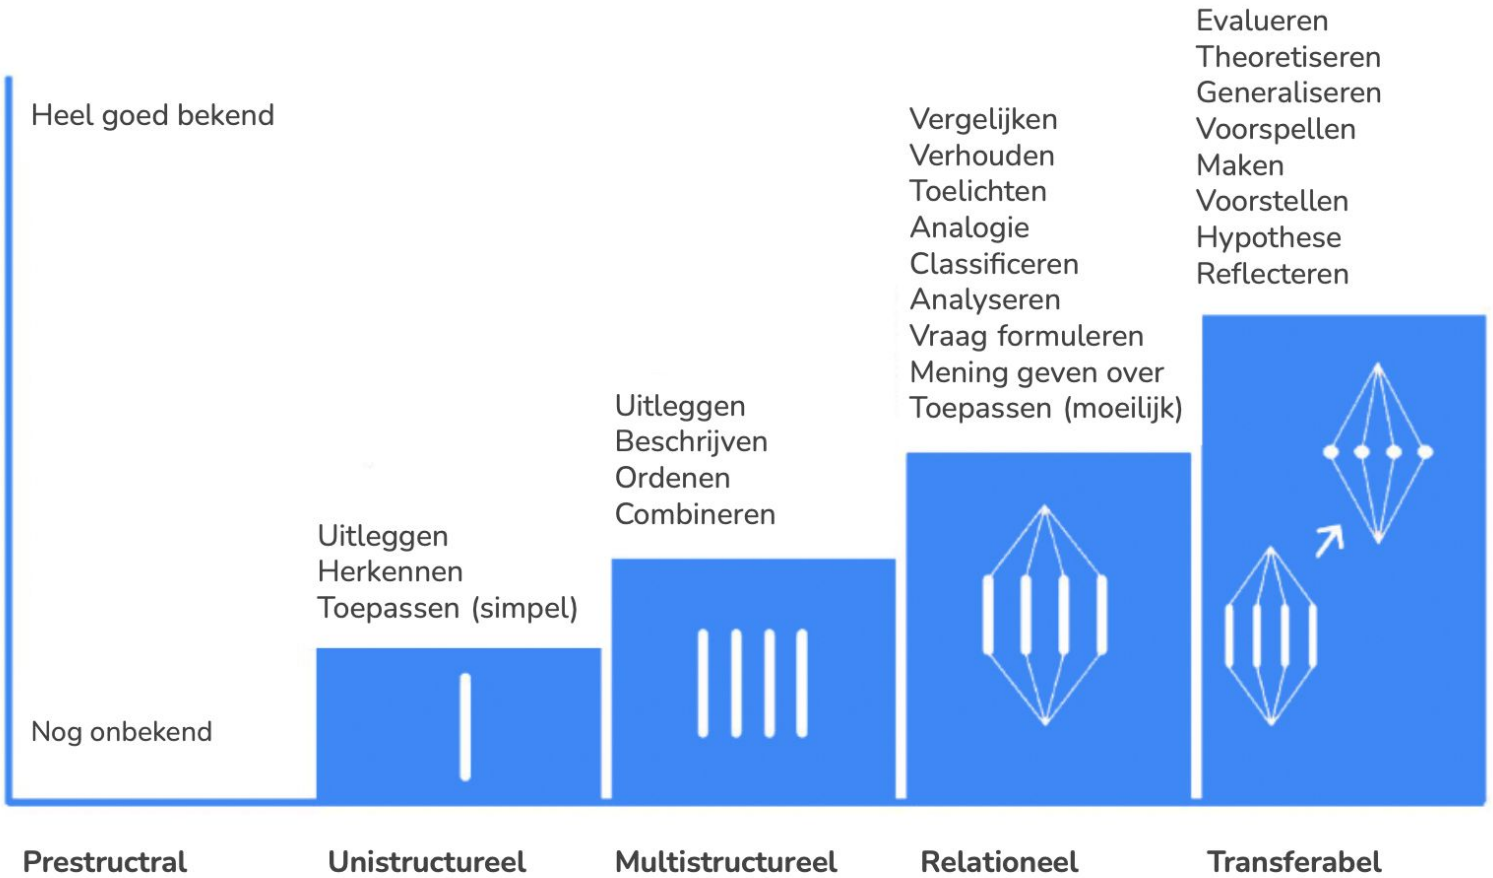 Heel goed bekend
Nog onbekend
Uitleggen
Herkennen
Toepassen (simpel)
Uitleggen
Beschrijven
Ordenen
Combineren
Vergelijken
Verhouden
Toelichten
Analogie
Classificeren
Analyseren
Vraag formuleren
Mening geven over
Toepassen (moeilijk)
Evalueren
Theoretiseren
Generaliseren
Voorspellen
Maken
Voorstellen
Hypothese
Reflecteren
Prestructral
Unistructureel
Multistructureel
Relationeel
Transferabel